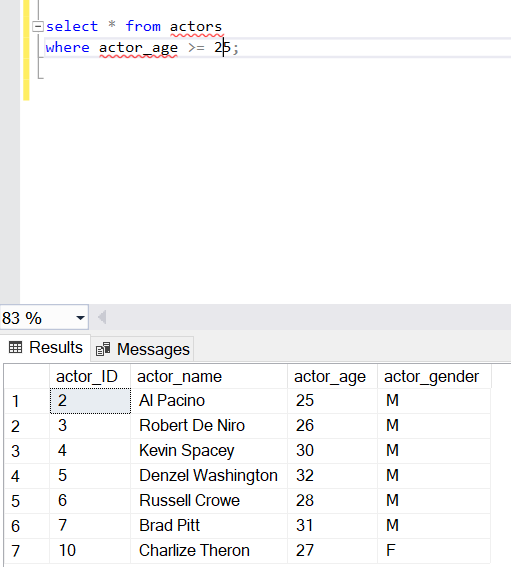 select * from actors
where actor_age >= 25;
83 %
Results Messages
actor_ID actor_name actor_age actor_gender
1 2 Al Pacino 25 M
2 3 Robert De Niro 26 M
3 4 Kevin Spacey 30 M
4 5 Denzel Washington 32 M
5 6 Russell Crowe 28 M
6 7 Brad Pitt 31 M
7 10 Charlize Theron 27 F